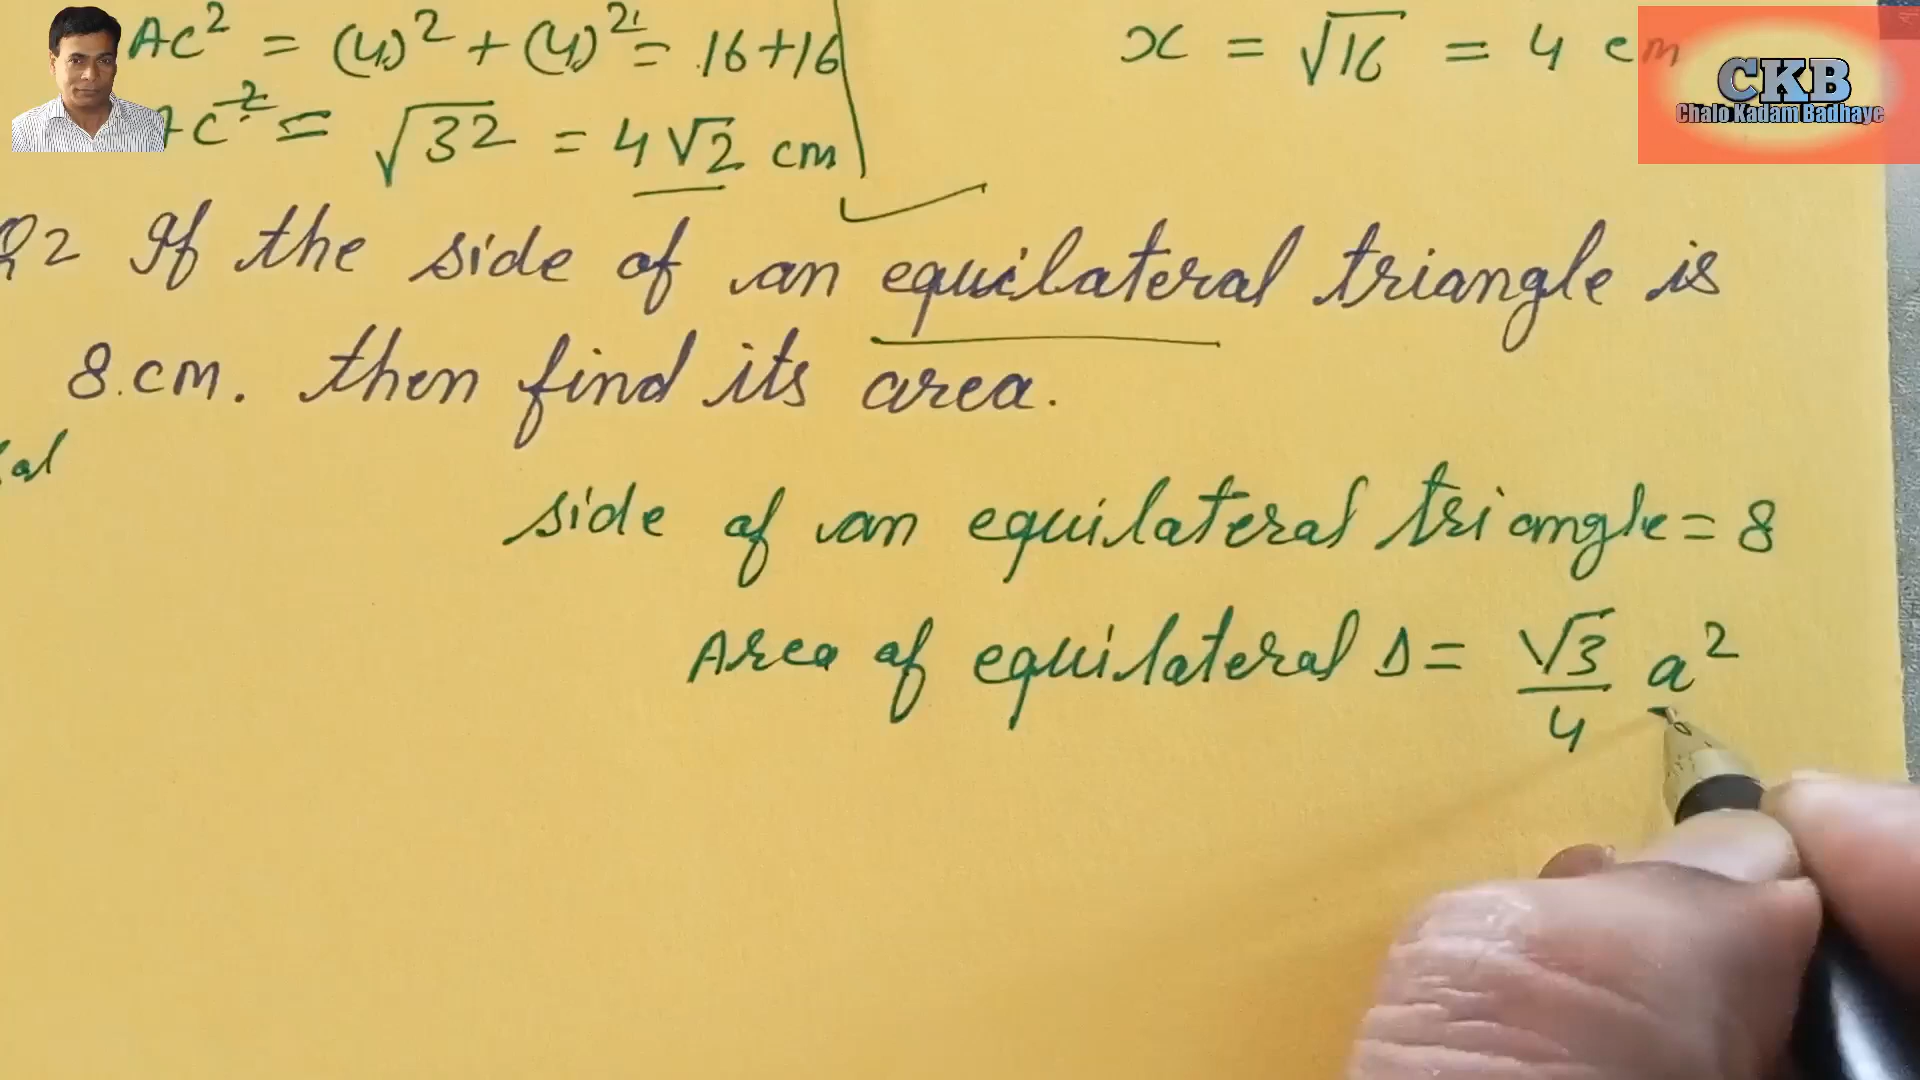 AC² = (4)² + (4)² = 16+16
x = √16 = 4 cm
CKB
Chalo Kadam Badhaye
AC² = √32 = 4√2 cm
Q2 If the side of an equilateral triangle is
8.cm. then find its area.
side of an equilateral triangle = 8
Area of equilateral Δ = √3/4 a²